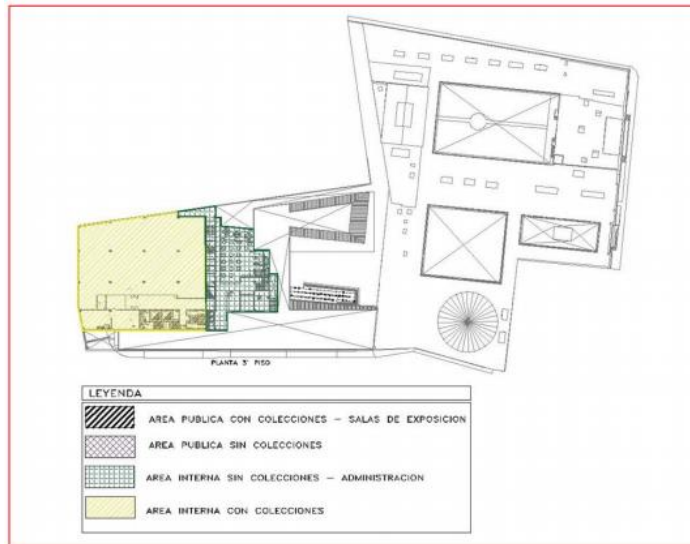 PLANTA 3° PISO
LEYENDA
AREA PUBLICA CON COLECCIONES – SALAS DE EXPOSICION
AREA PUBLICA SIN COLECCIONES
AREA INTERNA SIN COLECCIONES – ADMINISTRACION
AREA INTERNA CON COLECCIONES